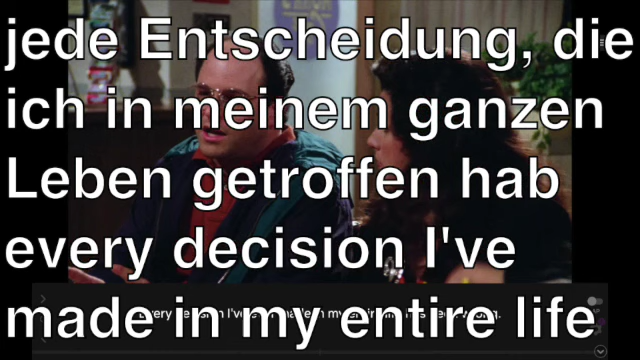 jede Entscheidung, die
ich in meinem ganzen
Leben getroffen hab
every decision I've
made in my entire life